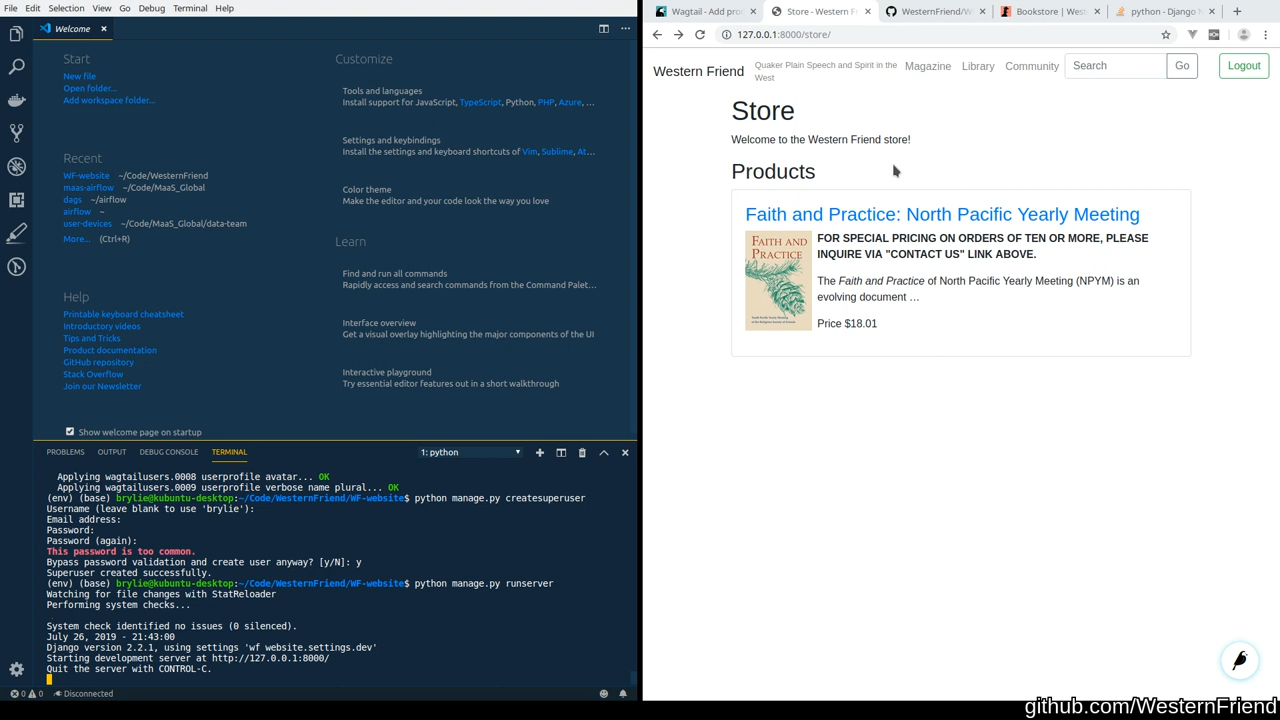 File Edit Selection View Go Debug Terminal Help
Welcome
Start
New file
Open folder...
Add workspace folder...
Recent
WF-website ~/Code/WesternFriend
maas-airflow ~/Code/MaaS_Global
dags ~/airflow
airflow ~
user-devices ~/Code/MaaS_Global/data-team
More... (Ctrl+R)
Help
Printable keyboard cheatsheet
Introductory videos
Tips and Tricks
Product documentation
GitHub repository
Stack Overflow
Join our Newsletter
Show welcome page on startup
Customize
Tools and languages
Install support for JavaScript, TypeScript, Python, PHP, Azure, …
Settings and keybindings
Install the settings and keyboard shortcuts of Vim, Sublime, At…
Color theme
Make the editor and your code look the way you love
Learn
Find and run all commands
Rapidly access and search commands from the Command Palet…
Interface overview
Get a visual overlay highlighting the major components of the UI
Interactive playground
Try essential editor features out in a short walkthrough
PROBLEMS OUTPUT DEBUG CONSOLE TERMINAL 1: python
Applying wagtailusers.0008 userprofile avatar... OK
Applying wagtailusers.0009 userprofile verbose name plural... OK
(env) (base) brylie@kubuntu-desktop:~/Code/WesternFriend/WF-website$ python manage.py createsuperuser
Username (leave blank to use 'brylie'):
Email address:
Password:
Password (again):
This password is too common.
Bypass password validation and create user anyway? [y/N]: y
Superuser created successfully.
(env) (base) brylie@kubuntu-desktop:~/Code/WesternFriend/WF-website$ python manage.py runserver
Watching for file changes with StatReloader
Performing system checks...
System check identified no issues (0 silenced).
July 26, 2019 - 21:43:00
Django version 2.2.1, using settings 'wf website.settings.dev'
Starting development server at http://127.0.0.1:8000/
Quit the server with CONTROL-C.
0 0 Disconnected
Wagtail - Add pro Store - Western F WesternFriend/W Bookstore | Wes python - Django
127.0.0.1:8000/store/
Western Friend
Quaker Plain Speech and Spirit in the
West
Magazine Library Community Search Go Logout
Store
Welcome to the Western Friend store!
Products
Faith and Practice: North Pacific Yearly Meeting
FAITH AND
PRACTICE
FOR SPECIAL PRICING ON ORDERS OF TEN OR MORE, PLEASE
INQUIRE VIA "CONTACT US" LINK ABOVE.
The Faith and Practice of North Pacific Yearly Meeting (NPYM) is an
evolving document …
Price $18.01
github.com/WesternFriend